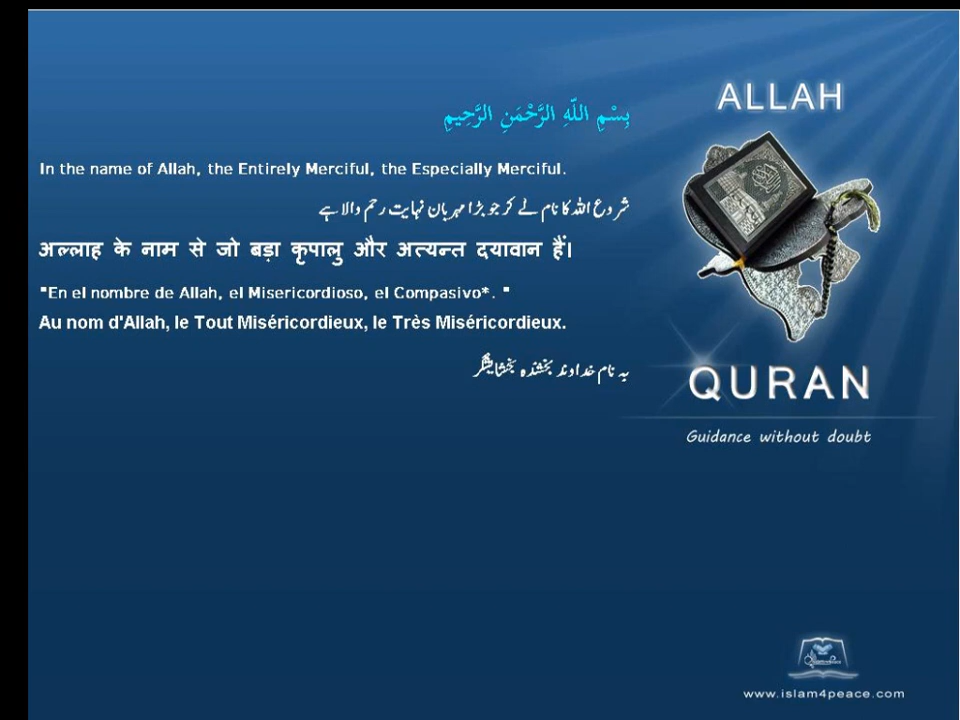 بِسْمِ اللَّهِ الرَّحْمَنِ الرَّحِيمِ
In the name of Allah, the Entirely Merciful, the Especially Merciful.
شروع الله کا نام لے کر جو بڑا مہربان نہایت رحم والا ہے
अल्लाह के नाम से जो बड़ा कृपालु और अत्यन्त दयावान हैं।
"En el nombre de Allah, el Misericordioso, el Compasivo*. "
Au nom d'Allah, le Tout Miséricordieux, le Très Miséricordieux.
به نام خداوند بخشنده بخشایشگر
ALLAH
QURAN
Guidance without doubt
www.islam4peace.com